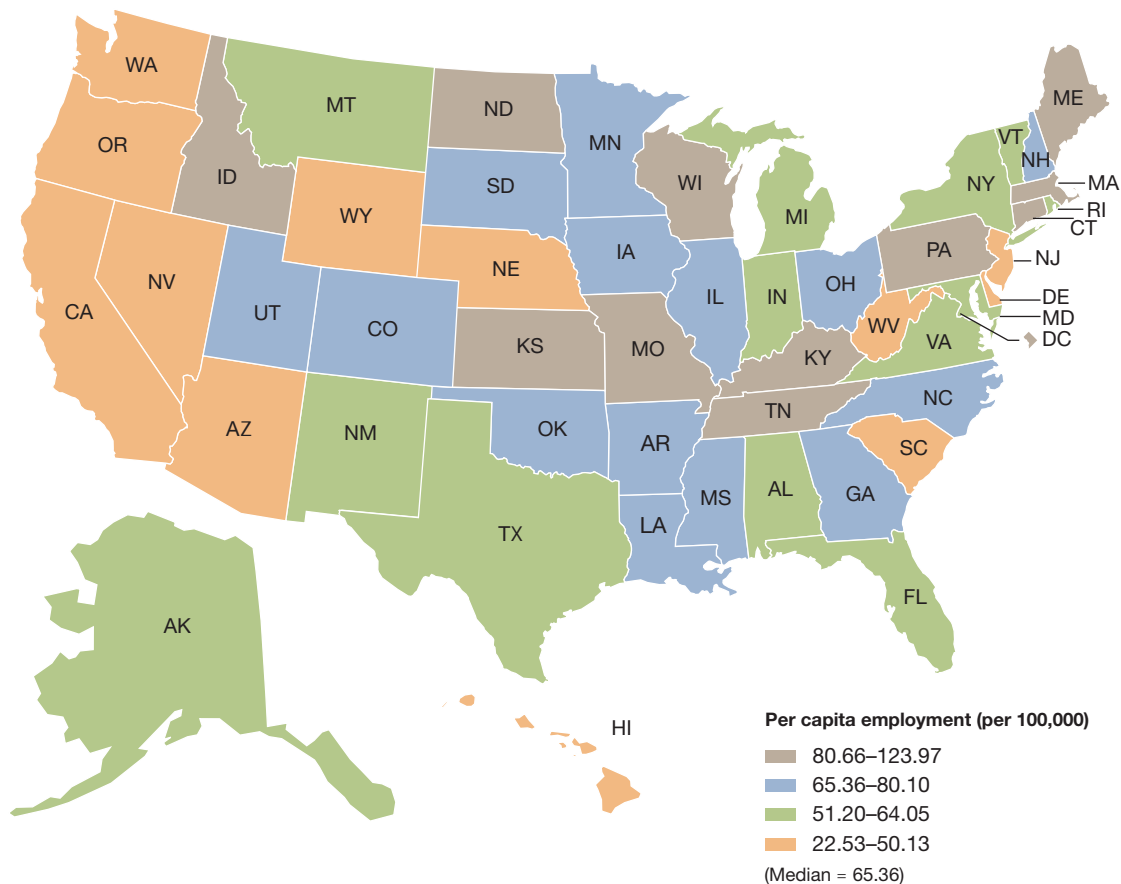 WA
MT
ND
ME
OR
MN
VT
NH
ID
SD
WI
NY
MA
WY
MI
RI
CT
IA
PA
NE
NJ
NV
IL
IN
OH
CA
UT
CO
DE
WV
MD
KS
MO
VA
DC
KY
NC
TN
AZ
NM
OK
AR
SC
MS
AL
GA
TX
LA
FL
AK
HI
Per capita employment (per 100,000)
80.66–123.97
65.36–80.10
51.20–64.05
22.53–50.13
(Median = 65.36)